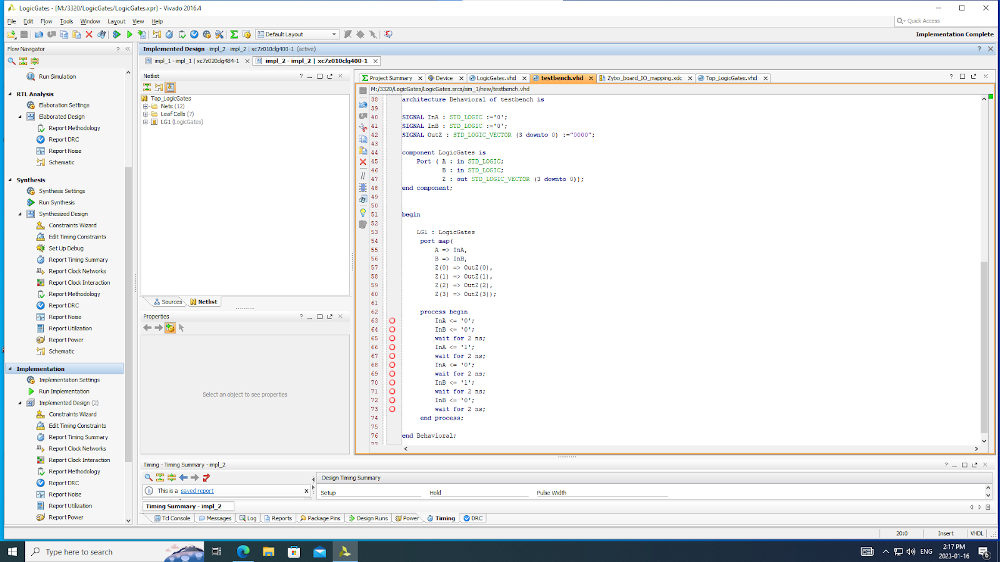 LogicGates - [M:/3320/LogicGates/LogicGates.xpr] - Vivado 2016.4
File Edit Flow Tools Window Layout View Help
Quick Access
Default Layout
Implementation Complete
Flow Navigator
Run Simulation
RTL Analysis
Elaboration Settings
Elaborated Design
Report Methodology
Report DRC
Report Noise
Schematic
Synthesis
Synthesis Settings
Run Synthesis
Synthesized Design
Constraints Wizard
Edit Timing Constraints
Set Up Debug
Report Timing Summary
Report Clock Networks
Report Clock Interaction
Report Methodology
Report DRC
Report Noise
Report Utilization
Report Power
Schematic
Implementation
Implementation Settings
Run Implementation
Implemented Design (2)
Constraints Wizard
Edit Timing Constraints
Report Timing Summary
Report Clock Networks
Report Clock Interaction
Report Methodology
Report DRC
Report Noise
Report Utilization
Report Power
Implemented Design - impl_2 - impl_2 | xc7z010clg400-1 (active)
impl_1 - impl_1 | xc7z020clg484-1
impl_2 - impl_2 | xc7z010clg400-1
Netlist
Top_LogicGates
Nets (12)
Leaf Cells (7)
LG1 (LogicGates)
Sources Netlist
Properties
Select an object to see properties
Project Summary Device LogicGates.vhd testbench.vhd Zybo_board_IO_mapping.xdc Top_LogicGates.vhd
M:/3320/LogicGates/LogicGates.srcs/sim_1/new/testbench.vhd
38 architecture Behavioral of testbench is
39
40 SIGNAL InA : STD_LOGIC :='0';
41 SIGNAL InB : STD_LOGIC :='0';
42 SIGNAL OutZ : STD_LOGIC_VECTOR (3 downto 0) :="0000";
43
44 component LogicGates is
45 Port ( A : in STD_LOGIC;
46 B : in STD_LOGIC;
47 Z : out STD_LOGIC_VECTOR (3 downto 0));
48 end component;
49
50
51 begin
52
53 LG1 : LogicGates
54 port map(
55 A => InA,
56 B => InB,
57 Z(0) => OutZ(0),
58 Z(1) => OutZ(1),
59 Z(2) => OutZ(2),
60 Z(3) => OutZ(3));
61
62 process begin
63 InA <= '0';
64 InB <= '0';
65 wait for 2 ns;
66 InA <= '1';
67 wait for 2 ns;
68 InA <= '0';
69 wait for 2 ns;
70 InB <= '1';
71 wait for 2 ns;
72 InB <= '0';
73 wait for 2 ns;
74 end process;
75
76 end Behavioral;
77
Timing - Timing Summary - impl_2
This is a saved report
Design Timing Summary
Setup Hold Pulse Width
Timing Summary - impl_2
Tcl Console Messages Log Reports Package Pins Design Runs Power Timing DRC
20:0 Insert VHDL
Type here to search
ENG
2:17 PM
2023-01-16
6